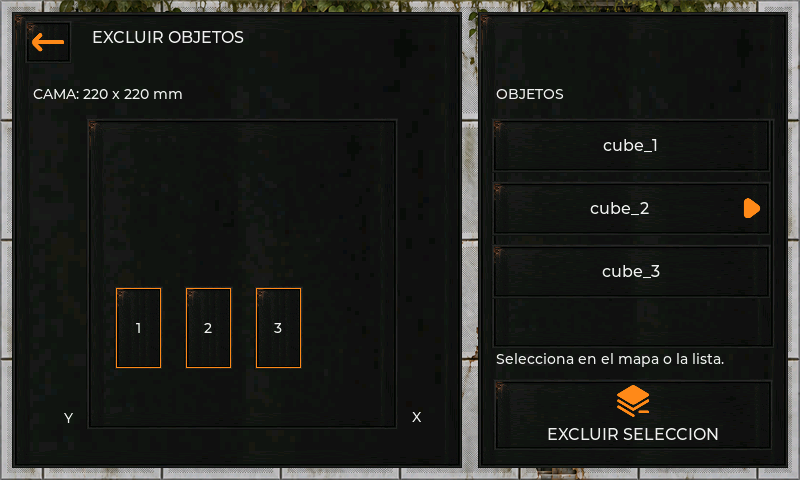 EXCLUIR OBJETOS
CAMA: 220 x 220 mm
1
2
3
Y
X
OBJETOS
cube_1
cube_2
cube_3
Selecciona en el mapa o la lista.
EXCLUIR SELECCION